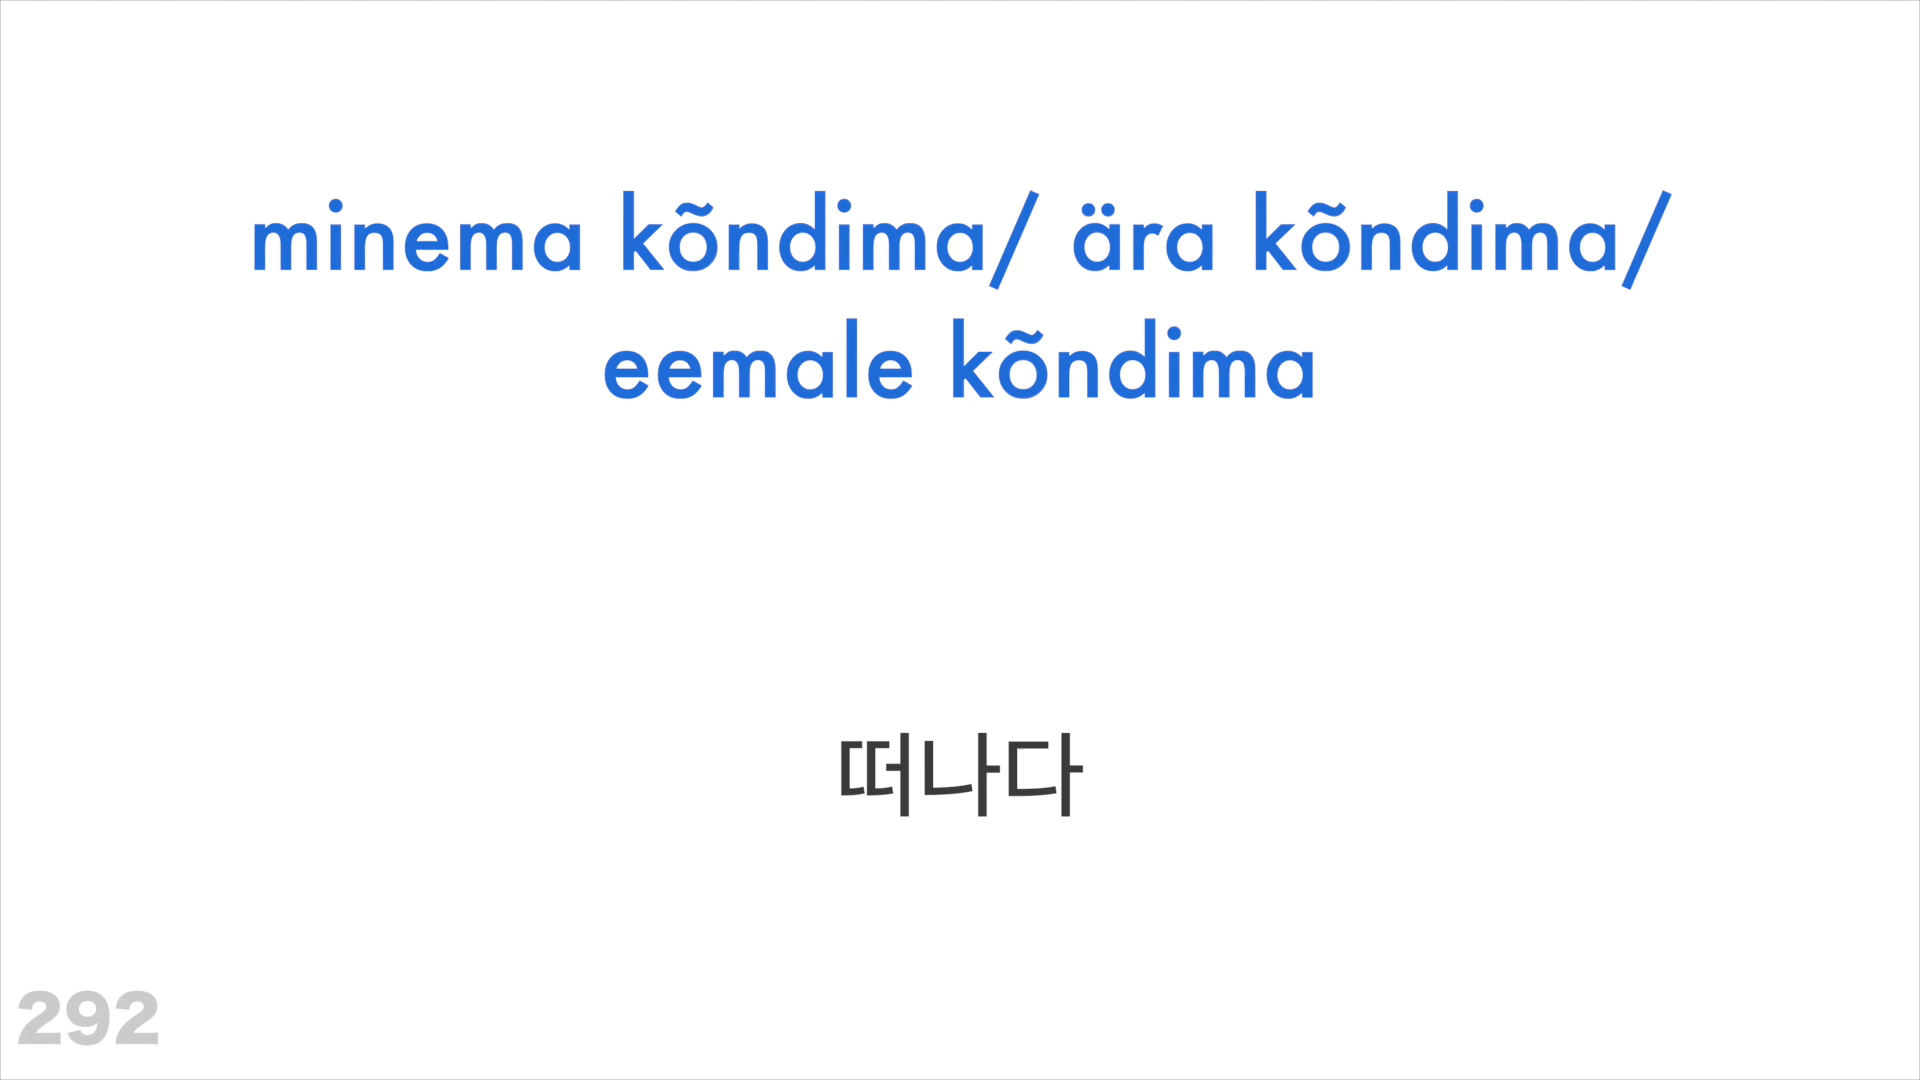 minema kõndima/ ära kõndima/
eemale kõndima
떠나다
292